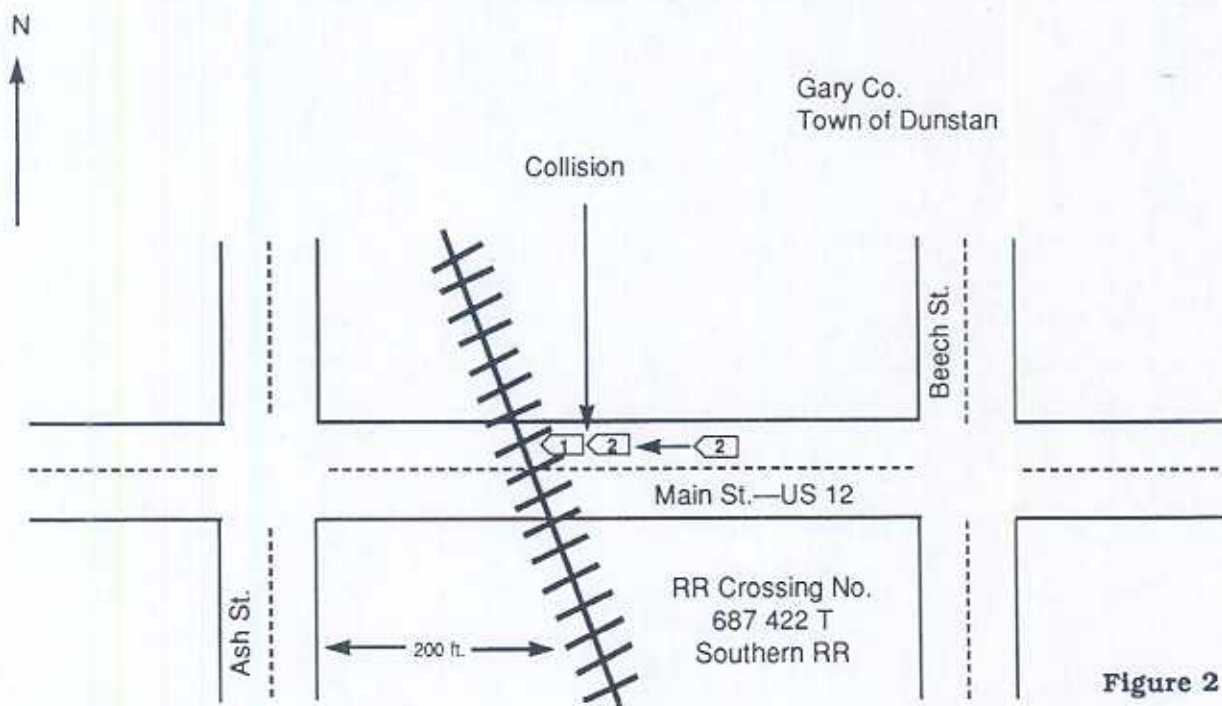 N
Gary Co.
Town of Dunstan
Collision
Beech St.
1 2 2
Main St.—US 12
Ash St.
RR Crossing No.
687 422 T
Southern RR
200 ft.
Figure 2